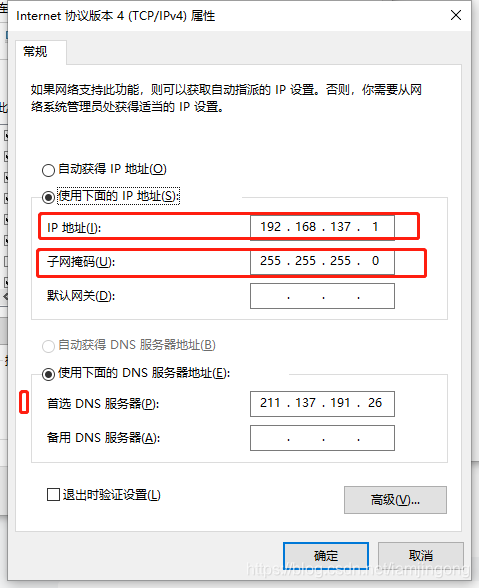 Internet 协议版本 4 (TCP/IPv4) 属性
常规
如果网络支持此功能，则可以获取自动指派的 IP 设置。否则，你需要从网
络系统管理员处获得适当的 IP 设置。
自动获得 IP 地址(O)
使用下面的 IP 地址(S):
IP 地址(I): 192 . 168 . 137 . 1
子网掩码(U): 255 . 255 . 255 . 0
默认网关(D): . . .
自动获得 DNS 服务器地址(B)
使用下面的 DNS 服务器地址(E):
首选 DNS 服务器(P): 211 . 137 . 191 . 26
备用 DNS 服务器(A): . . .
退出时验证设置(L)
高级(V)...
确定 取消
https://blog.csdn.net/iamjingong